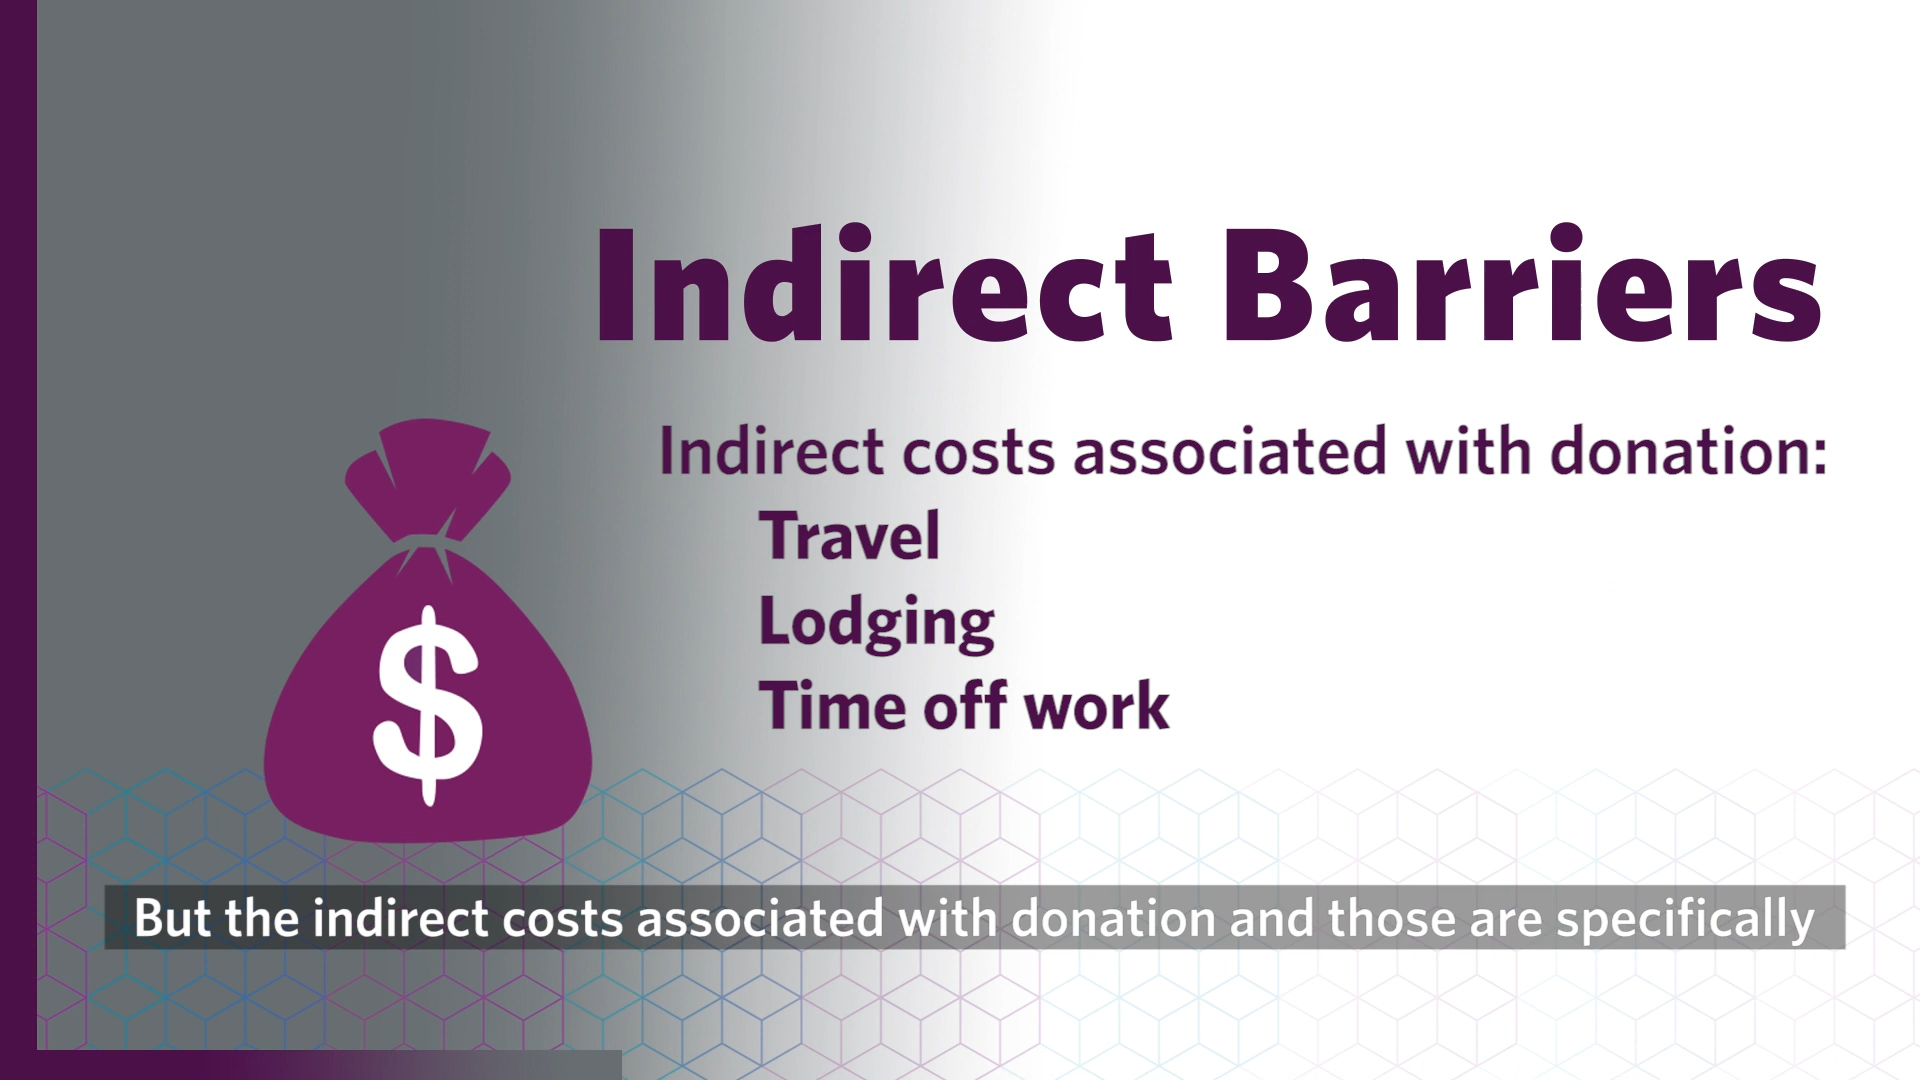 Indirect Barriers
Indirect costs associated with donation:
Travel
Lodging
Time off work
$
But the indirect costs associated with donation and those are specifically